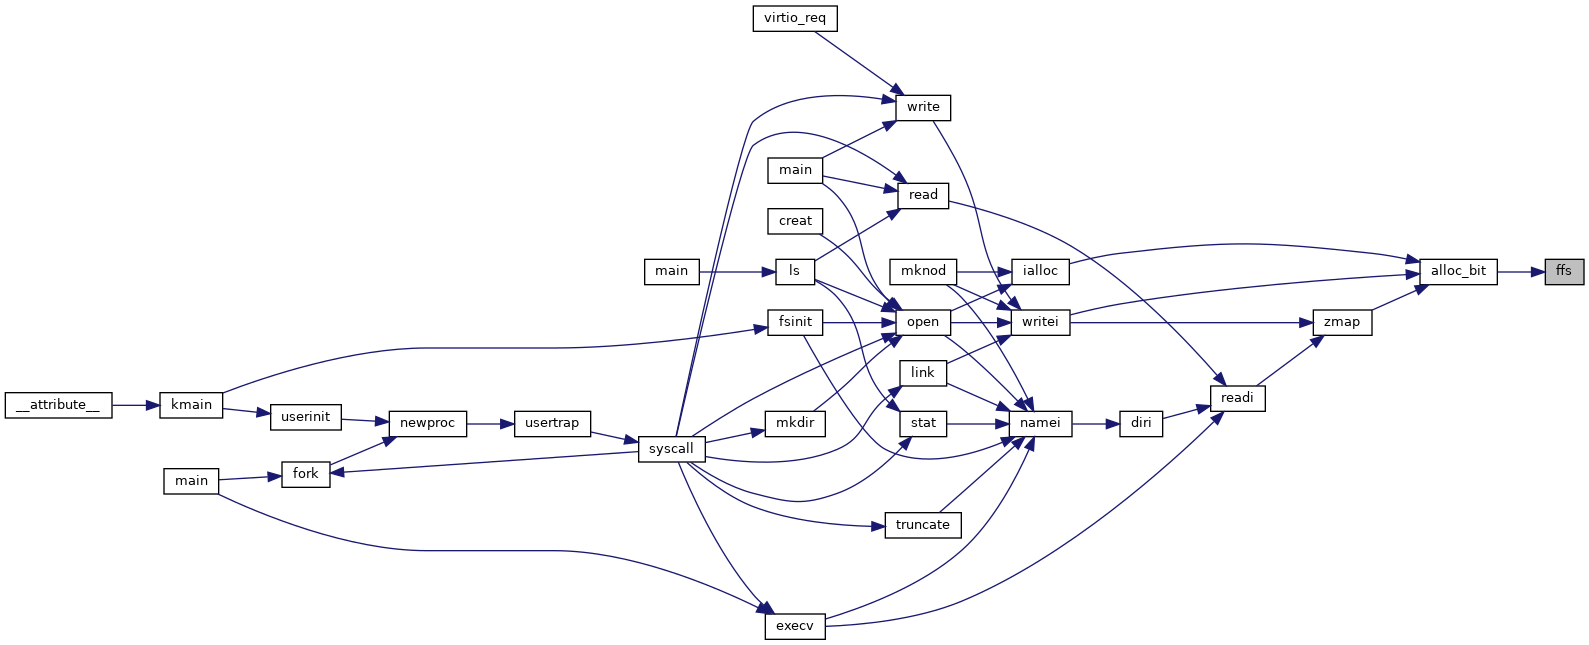 virtio_req
write
main
read
creat
main
ls
mknod
ialloc
alloc_bit
ffs
fsinit
open
writei
zmap
link
readi
__attribute__
kmain
userinit
newproc
usertrap
mkdir
stat
namei
diri
syscall
main
fork
truncate
execv